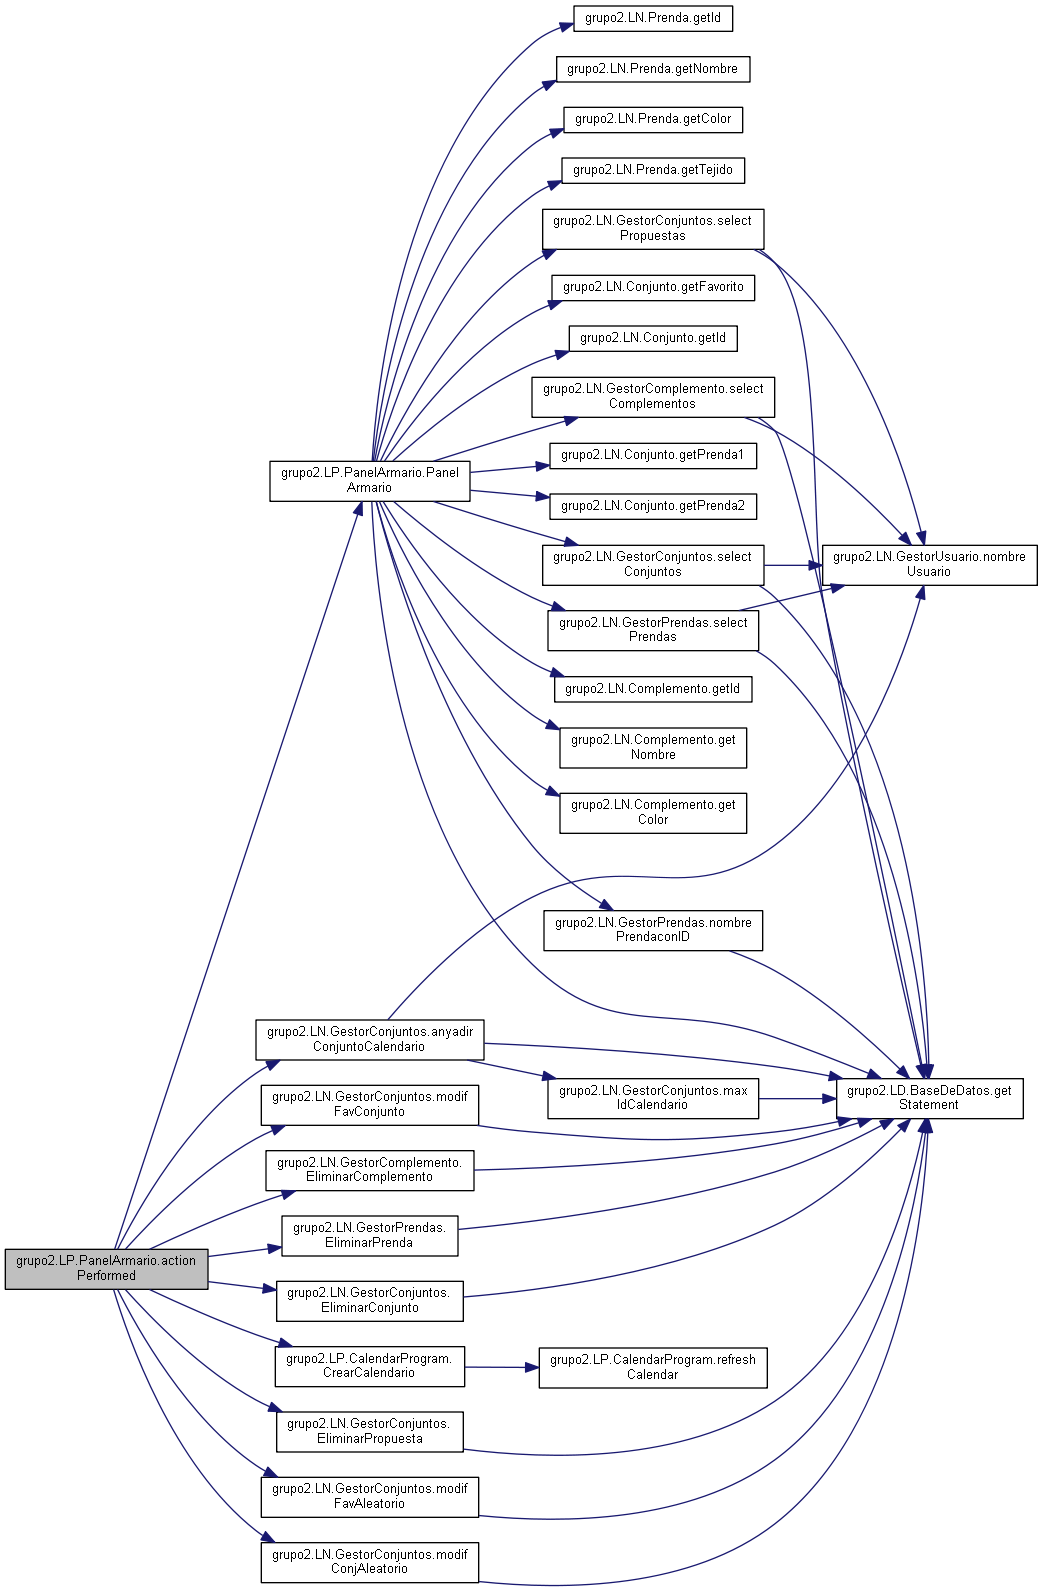 grupo2.LN.Prenda.getId
grupo2.LN.Prenda.getNombre
grupo2.LN.Prenda.getColor
grupo2.LN.Prenda.getTejido
grupo2.LN.GestorConjuntos.select
Propuestas
grupo2.LN.Conjunto.getFavorito
grupo2.LN.Conjunto.getId
grupo2.LN.GestorComplemento.select
Complementos
grupo2.LN.Conjunto.getPrenda1
grupo2.LP.PanelArmario.Panel
Armario
grupo2.LN.Conjunto.getPrenda2
grupo2.LN.GestorConjuntos.select
Conjuntos
grupo2.LN.GestorUsuario.nombre
Usuario
grupo2.LN.GestorPrendas.select
Prendas
grupo2.LN.Complemento.getId
grupo2.LN.Complemento.get
Nombre
grupo2.LN.Complemento.get
Color
grupo2.LN.GestorPrendas.nombre
PrendaconID
grupo2.LN.GestorConjuntos.anyadir
ConjuntoCalendario
grupo2.LN.GestorConjuntos.max
IdCalendario
grupo2.LD.BaseDeDatos.get
Statement
grupo2.LN.GestorConjuntos.modif
FavConjunto
grupo2.LN.GestorComplemento.
EliminarComplemento
grupo2.LN.GestorPrendas.
EliminarPrenda
grupo2.LP.PanelArmario.action
Performed
grupo2.LN.GestorConjuntos.
EliminarConjunto
grupo2.LP.CalendarProgram.
CrearCalendario
grupo2.LP.CalendarProgram.refresh
Calendar
grupo2.LN.GestorConjuntos.
EliminarPropuesta
grupo2.LN.GestorConjuntos.modif
FavAleatorio
grupo2.LN.GestorConjuntos.modif
ConjAleatorio